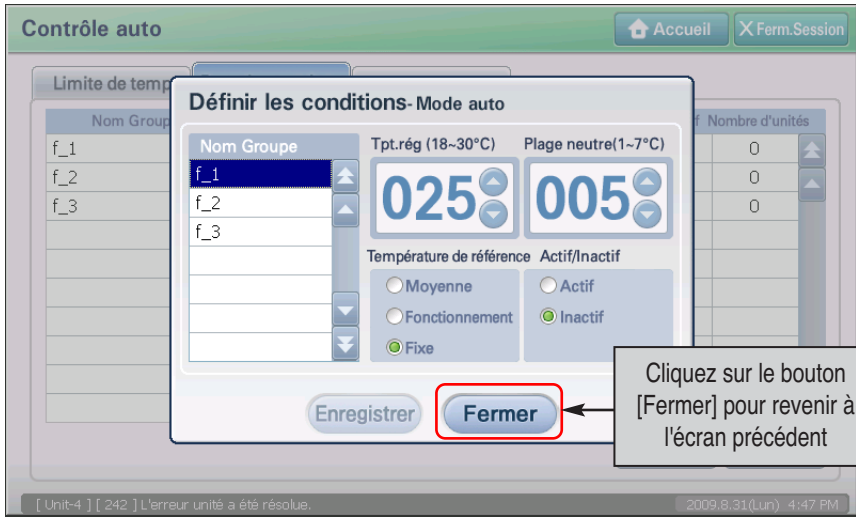 Contrôle auto
Accueil
X Ferm.Session
Limite de temp
Nom Group
f Nombre d'unités
f_1
0
f_2
0
f_3
0
Définir les conditions- Mode auto
Nom Groupe
f_1
f_2
f_3
Tpt.rég (18~30°C)
Plage neutre(1~7°C)
025
005
Température de référence
Actif/Inactif
Moyenne
Fonctionnement
Fixe
Actif
Inactif
Enregistrer
Fermer
Cliquez sur le bouton
[Fermer] pour revenir à
l'écran précédent
[ Unit-4 ] [ 242 ] L'erreur unité a été résolue.
2009.8.31(Lun) 4:47 PM